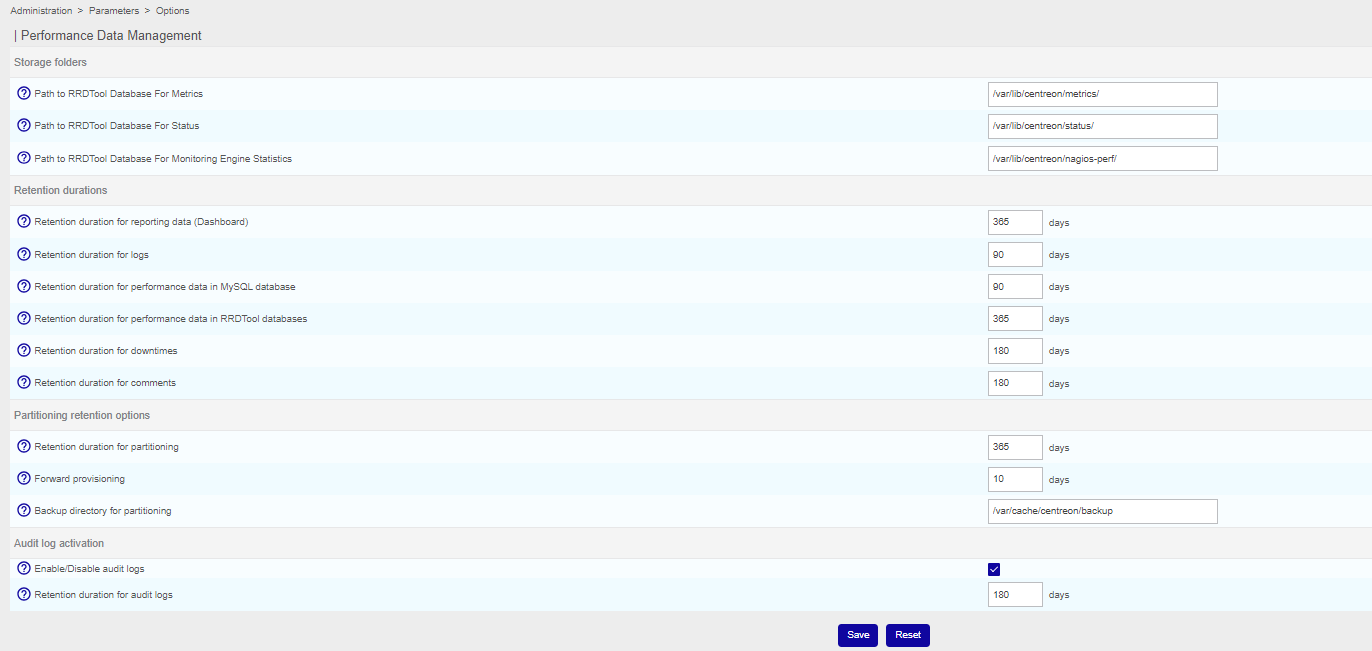 Administration > Parameters > Options
| Performance Data Management
Storage folders
Path to RRDTool Database For Metrics /var/lib/centreon/metrics/
Path to RRDTool Database For Status /var/lib/centreon/status/
Path to RRDTool Database For Monitoring Engine Statistics /var/lib/centreon/nagios-perf/
Retention durations
Retention duration for reporting data (Dashboard) 365 days
Retention duration for logs 90 days
Retention duration for performance data in MySQL database 90 days
Retention duration for performance data in RRDTool databases 365 days
Retention duration for downtimes 180 days
Retention duration for comments 180 days
Partitioning retention options
Retention duration for partitioning 365 days
Forward provisioning 10 days
Backup directory for partitioning /var/cache/centreon/backup
Audit log activation
Enable/Disable audit logs
Retention duration for audit logs 180 days
Save Reset